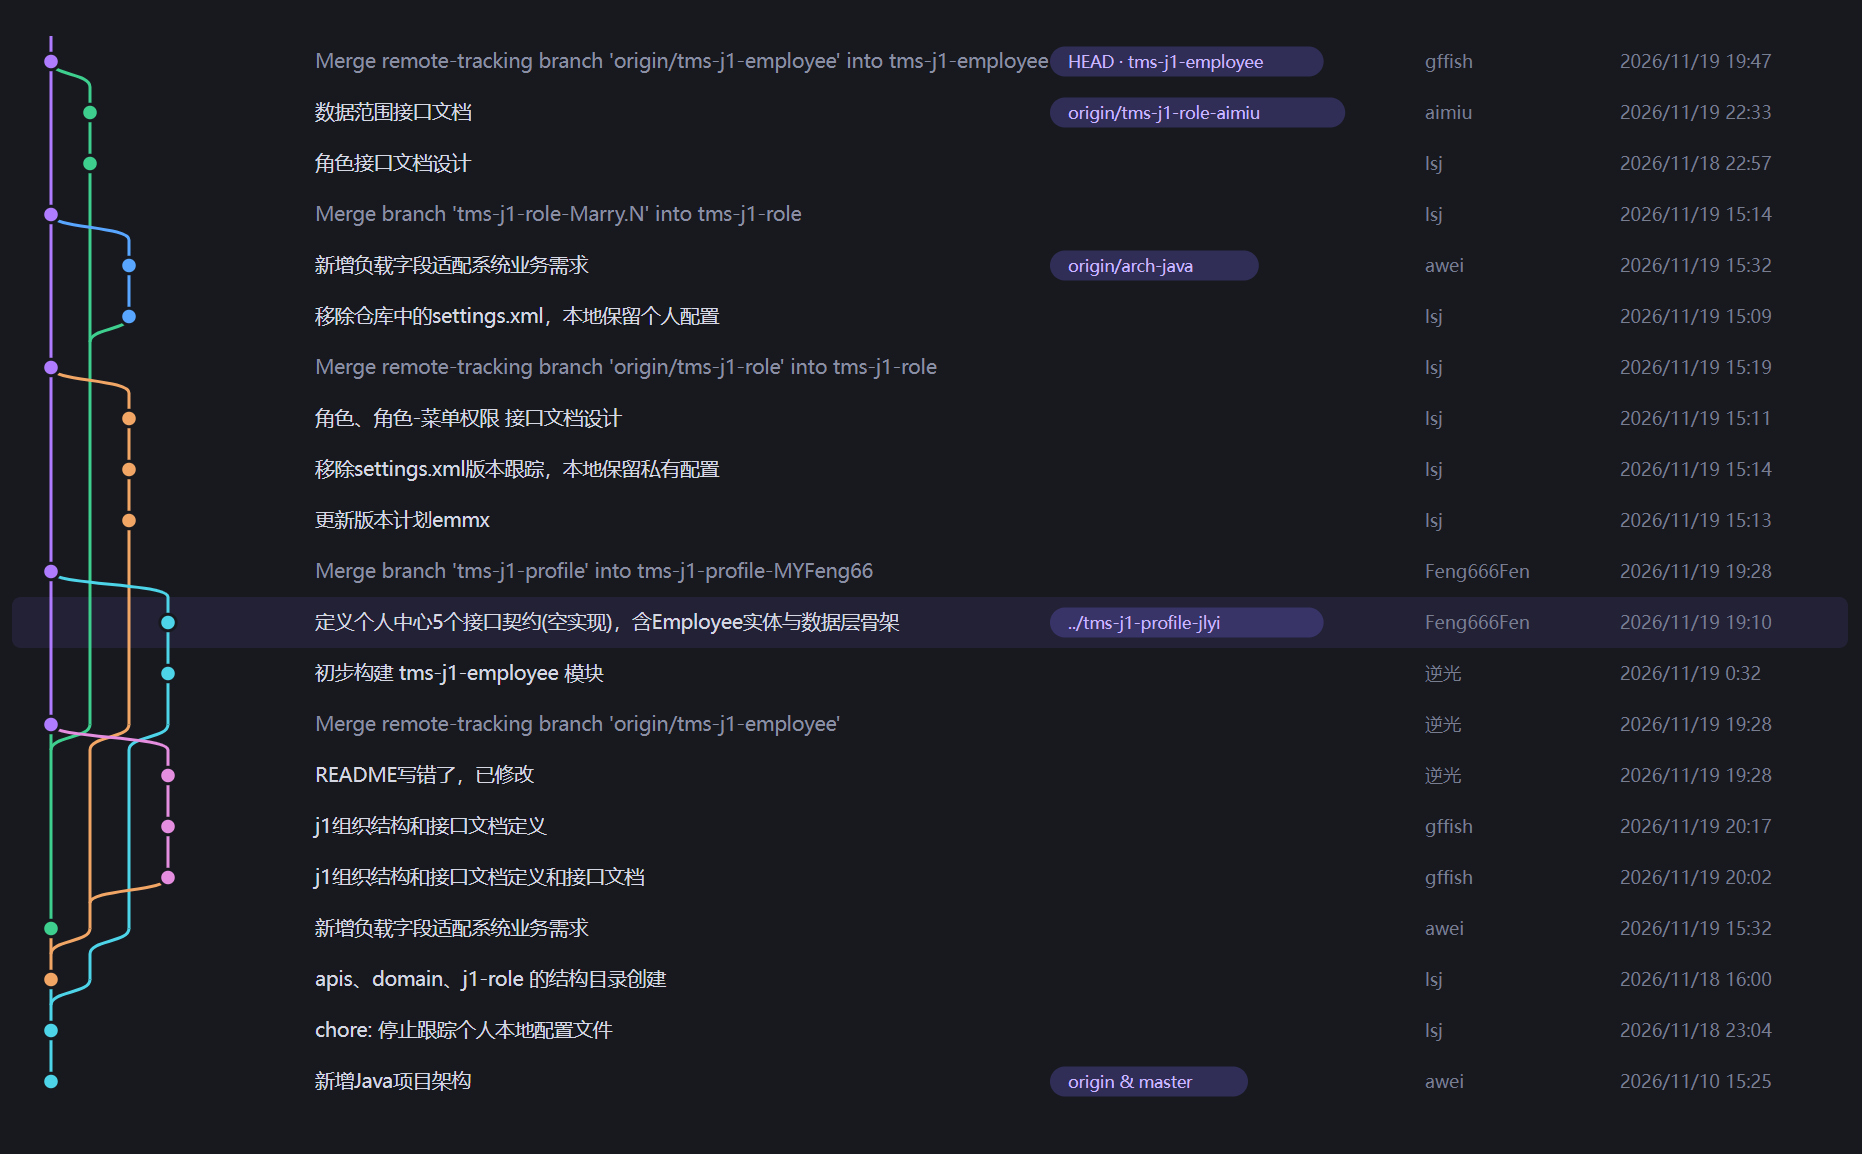 Merge remote-tracking branch 'origin/tms-j1-employee' into tms-j1-employee HEAD · tms-j1-employee gffish 2026/11/19 19:47
数据范围接口文档 origin/tms-j1-role-aimiu aimiu 2026/11/19 22:33
角色接口文档设计 lsj 2026/11/18 22:57
Merge branch 'tms-j1-role-Marry.N' into tms-j1-role lsj 2026/11/19 15:14
新增负载字段适配系统业务需求 origin/arch-java awei 2026/11/19 15:32
移除仓库中的settings.xml，本地保留个人配置 lsj 2026/11/19 15:09
Merge remote-tracking branch 'origin/tms-j1-role' into tms-j1-role lsj 2026/11/19 15:19
角色、角色-菜单权限 接口文档设计 lsj 2026/11/19 15:11
移除settings.xml版本跟踪，本地保留私有配置 lsj 2026/11/19 15:14
更新版本计划emmx lsj 2026/11/19 15:13
Merge branch 'tms-j1-profile' into tms-j1-profile-MYFeng66 Feng666Fen 2026/11/19 19:28
定义个人中心5个接口契约(空实现)，含Employee实体与数据层骨架 ../tms-j1-profile-jlyi Feng666Fen 2026/11/19 19:10
初步构建 tms-j1-employee 模块 逆光 2026/11/19 0:32
Merge remote-tracking branch 'origin/tms-j1-employee' 逆光 2026/11/19 19:28
README写错了，已修改 逆光 2026/11/19 19:28
j1组织结构和接口文档定义 gffish 2026/11/19 20:17
j1组织结构和接口文档定义和接口文档 gffish 2026/11/19 20:02
新增负载字段适配系统业务需求 awei 2026/11/19 15:32
apis、domain、j1-role 的结构目录创建 lsj 2026/11/18 16:00
chore: 停止跟踪个人本地配置文件 lsj 2026/11/18 23:04
新增Java项目架构 origin & master awei 2026/11/10 15:25